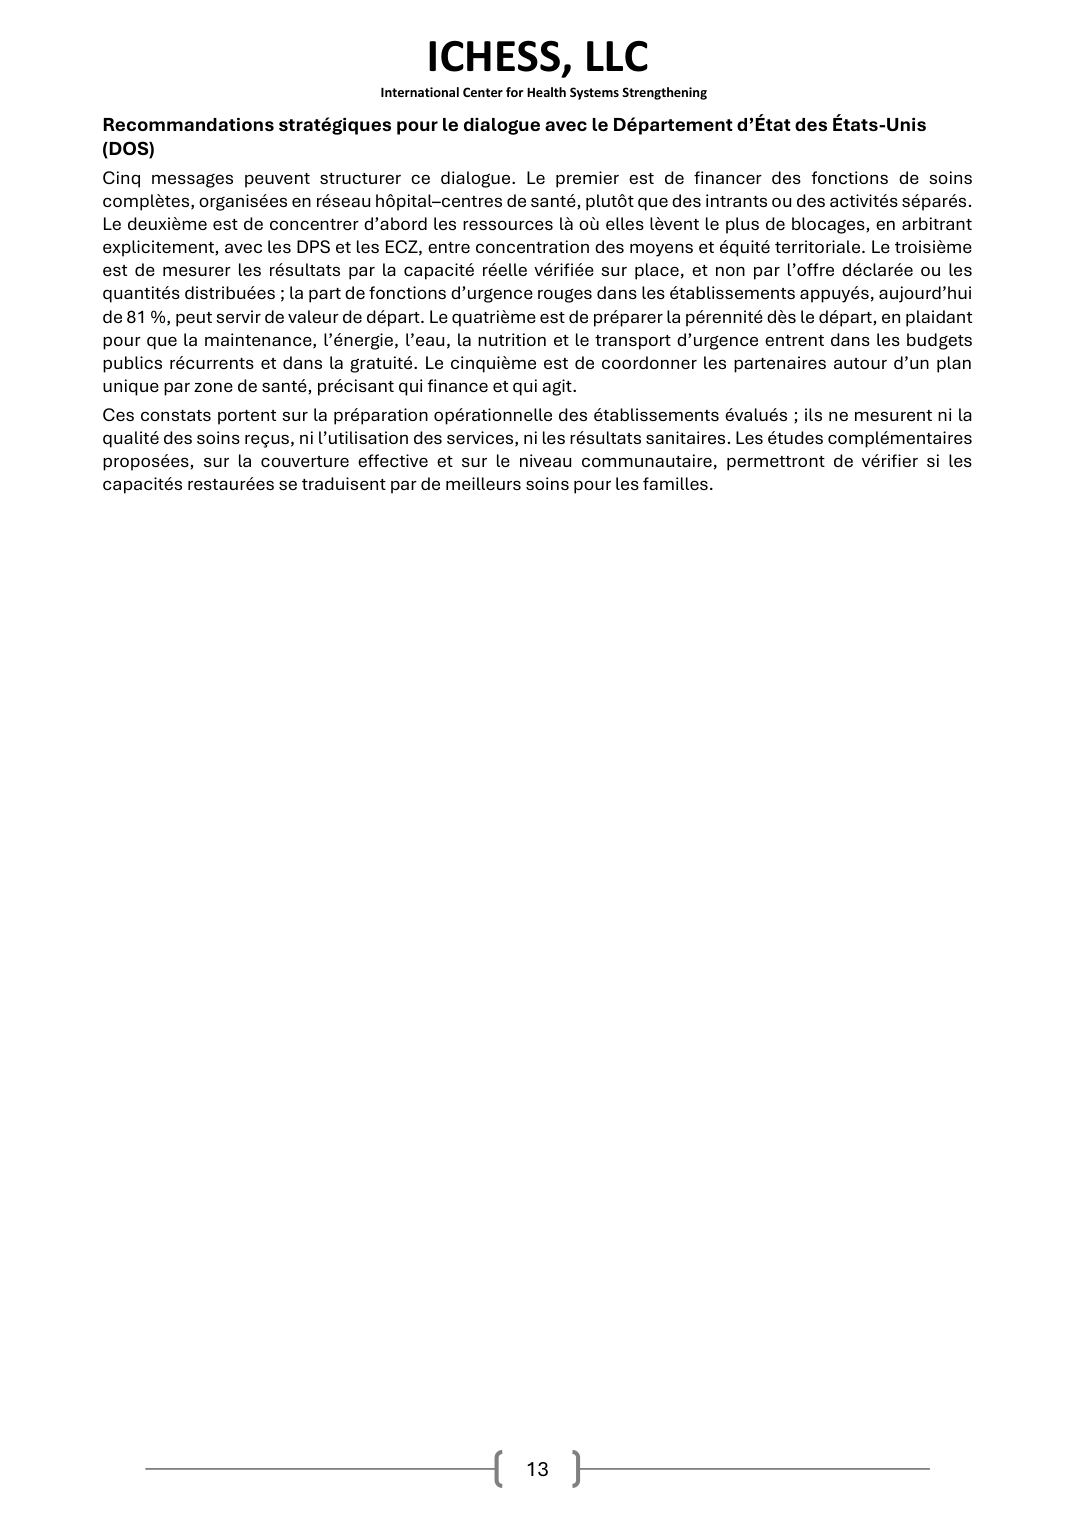 ICHESS, LLC
International Center for Health Systems Strengthening
Recommandations stratégiques pour le dialogue avec le Département d’État des États-Unis
(DOS)
Cinq messages peuvent structurer ce dialogue. Le premier est de financer des fonctions de soins
complètes, organisées en réseau hôpital–centres de santé, plutôt que des intrants ou des activités séparés.
Le deuxième est de concentrer d’abord les ressources là où elles lèvent le plus de blocages, en arbitrant
explicitement, avec les DPS et les ECZ, entre concentration des moyens et équité territoriale. Le troisième
est de mesurer les résultats par la capacité réelle vérifiée sur place, et non par l’offre déclarée ou les
quantités distribuées ; la part de fonctions d’urgence rouges dans les établissements appuyés, aujourd’hui
de 81 %, peut servir de valeur de départ. Le quatrième est de préparer la pérennité dès le départ, en plaidant
pour que la maintenance, l’énergie, l’eau, la nutrition et le transport d’urgence entrent dans les budgets
publics récurrents et dans la gratuité. Le cinquième est de coordonner les partenaires autour d’un plan
unique par zone de santé, précisant qui finance et qui agit.
Ces constats portent sur la préparation opérationnelle des établissements évalués ; ils ne mesurent ni la
qualité des soins reçus, ni l’utilisation des services, ni les résultats sanitaires. Les études complémentaires
proposées, sur la couverture effective et sur le niveau communautaire, permettront de vérifier si les
capacités restaurées se traduisent par de meilleurs soins pour les familles.
13